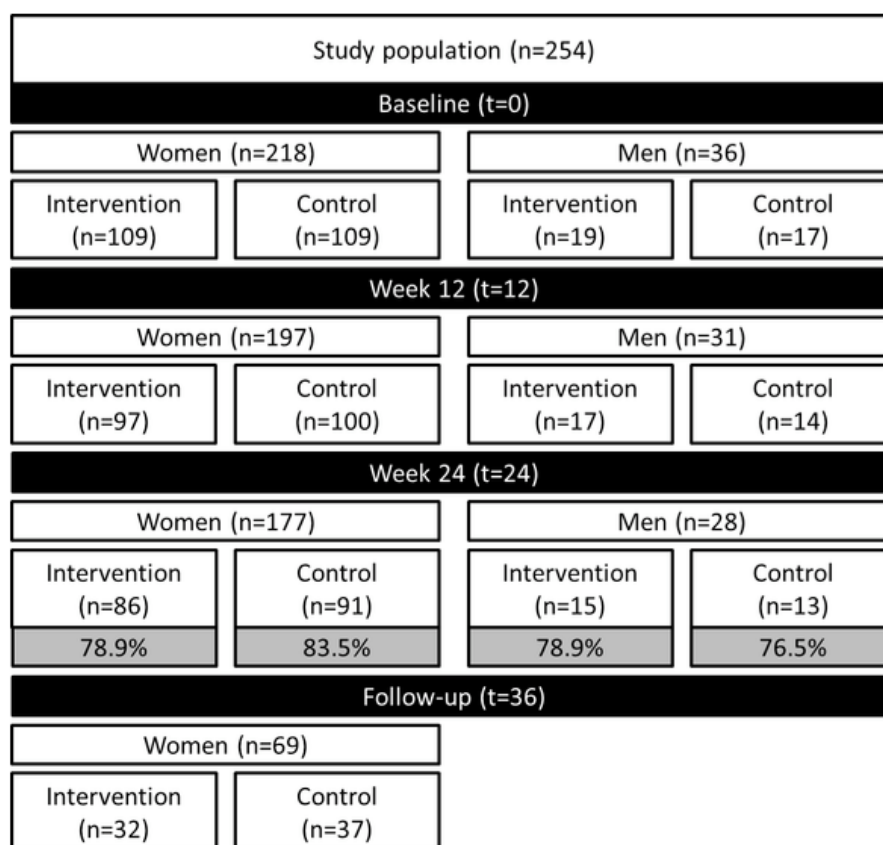 Study population (n=254)
Baseline (t=0)
Women (n=218)
Men (n=36)
Intervention
(n=109)
Control
(n=109)
Intervention
(n=19)
Control
(n=17)
Week 12 (t=12)
Women (n=197)
Men (n=31)
Intervention
(n=97)
Control
(n=100)
Intervention
(n=17)
Control
(n=14)
Week 24 (t=24)
Women (n=177)
Men (n=28)
Intervention
(n=86)
78.9%
Control
(n=91)
83.5%
Intervention
(n=15)
78.9%
Control
(n=13)
76.5%
Follow-up (t=36)
Women (n=69)
Intervention
(n=32)
Control
(n=37)